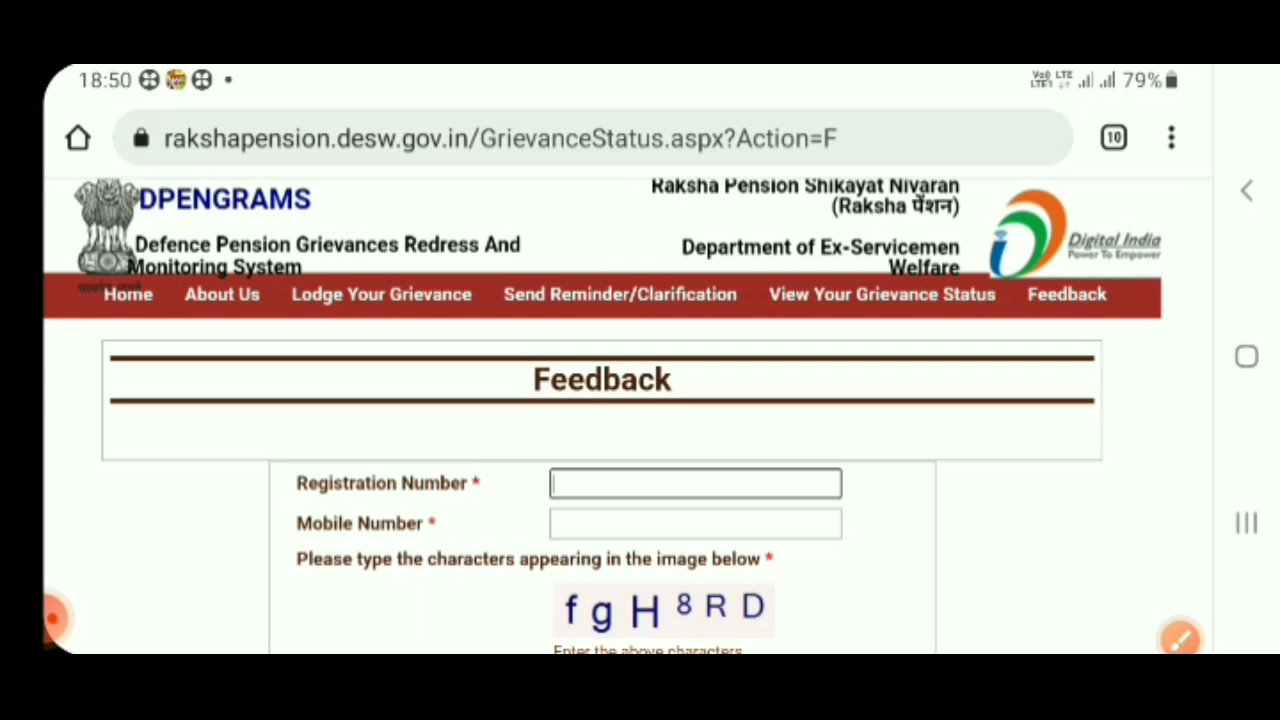 18:50
VoO LTE
LTE1
79%
rakshapension.desw.gov.in/GrievanceStatus.aspx?Action=F
10
DPENGRAMS
Defence Pension Grievances Redress And
Monitoring System
Raksha Pension Shikayat Nivaran
(Raksha पेंशन)
Department of Ex-Servicemen
Welfare
Digital India
Power To Empower
Home About Us Lodge Your Grievance Send Reminder/Clarification View Your Grievance Status Feedback
Feedback
Registration Number *
Mobile Number *
Please type the characters appearing in the image below *
f g H 8 R D
Enter the above characters